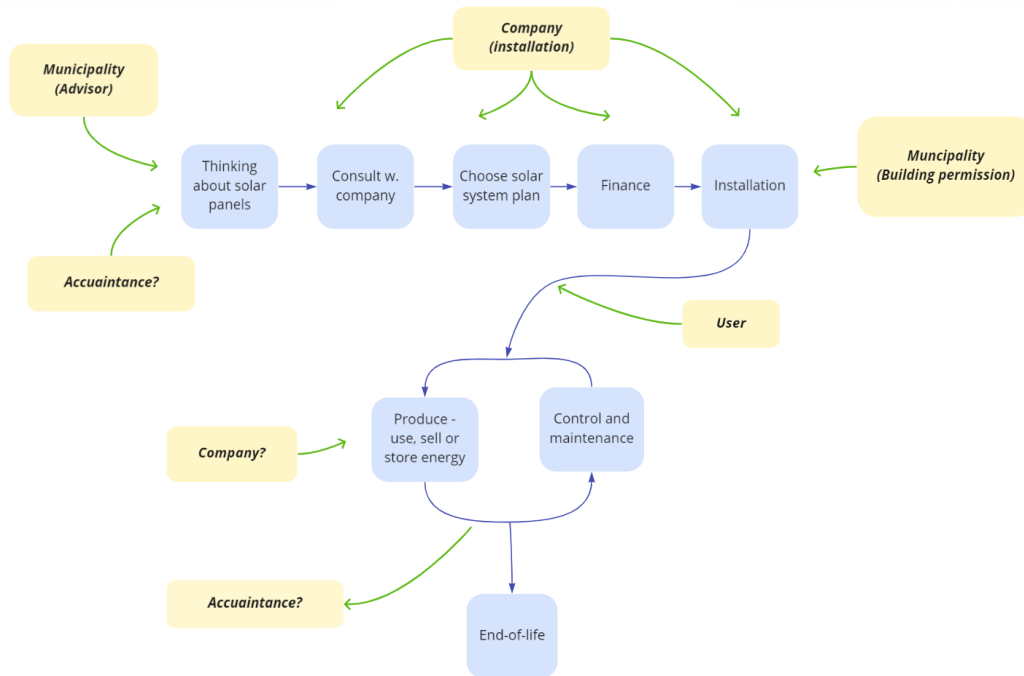 Company
(installation)
Municipality
(Advisor)
Thinking
about solar
panels
Consult w.
company
Choose solar
system plan
Finance
Installation
Muncipality
(Building permission)
Accuaintance?
User
Produce -
use, sell or
store energy
Control and
maintenance
Company?
Accuaintance?
End-of-life